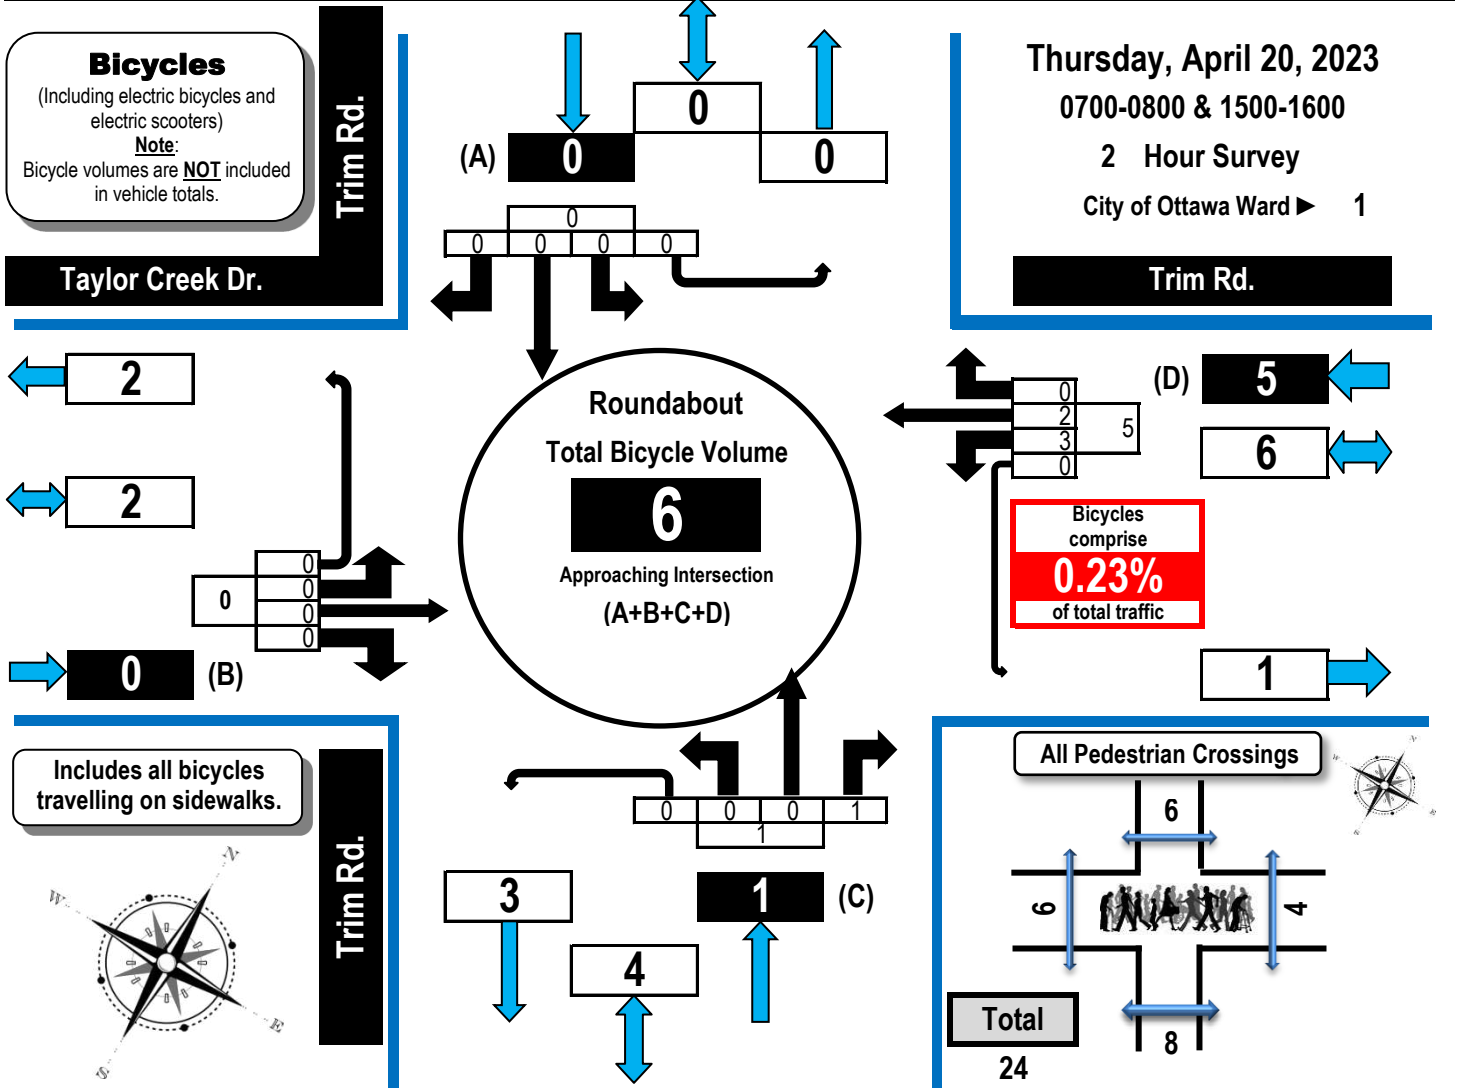 Bicycles
(Including electric bicycles and
electric scooters)
Note:
Bicycle volumes are NOT included
in vehicle totals.
Trim Rd.
Taylor Creek Dr.
0
(A)
0
0
0
0
0
0
0
Thursday, April 20, 2023
0700-0800 & 1500-1600
2 Hour Survey
City of Ottawa Ward ► 1
Trim Rd.
2
2
0
0
0
0
0
0
(B)
Roundabout
Total Bicycle Volume
6
Approaching Intersection
(A+B+C+D)
0
2
3
0
5
(D)
5
6
Bicycles
comprise
0.23%
of total traffic
1
Includes all bicycles
travelling on sidewalks.
Trim Rd.
N
W
E
S
0
0
0
1
1
3
1
(C)
4
All Pedestrian Crossings
N
W
E
S
6
6
4
8
Total
24